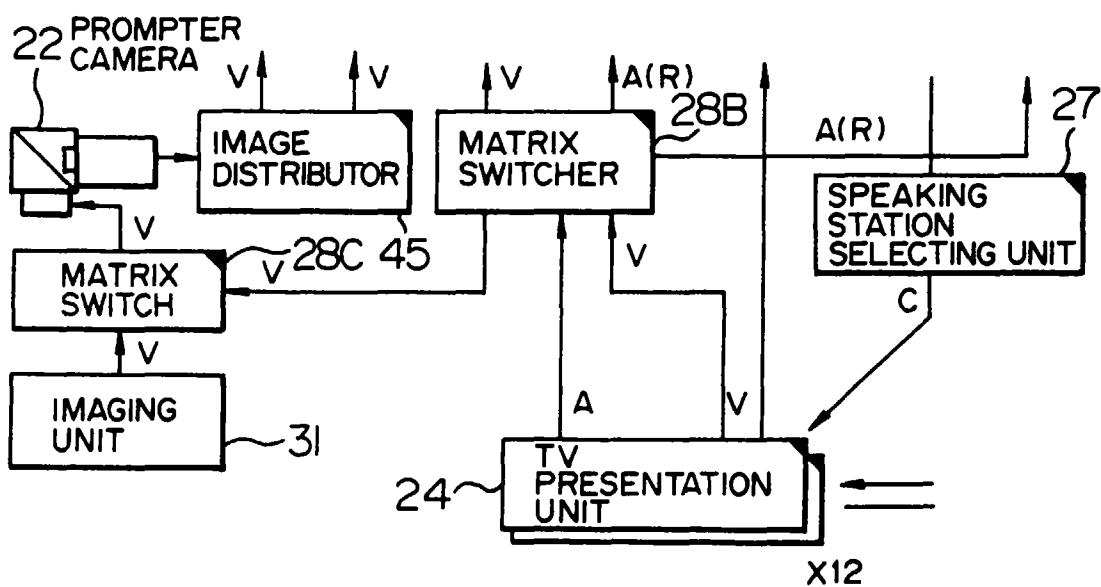 22 PROMPTER
CAMERA
V
V
V
A(R)
28B
27
IMAGE
DISTRIBUTOR
MATRIX
SWITCHER
A(R)
SPEAKING
STATION
SELECTING UNIT
V
28C
45
V
V
MATRIX
SWITCH
C
V
IMAGING
UNIT
31
A
V
24
TV
PRESENTATION
UNIT
X12